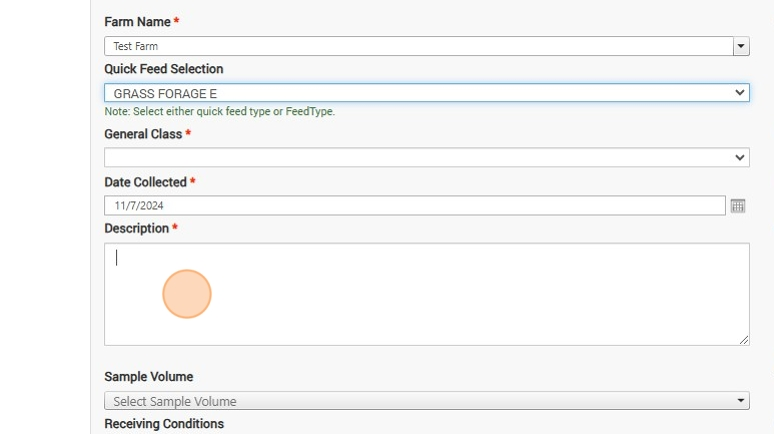 Farm Name *
Test Farm
Quick Feed Selection
GRASS FORAGE E
Note: Select either quick feed type or FeedType.
General Class *
Date Collected *
11/7/2024
Description *
Sample Volume
Select Sample Volume
Receiving Conditions